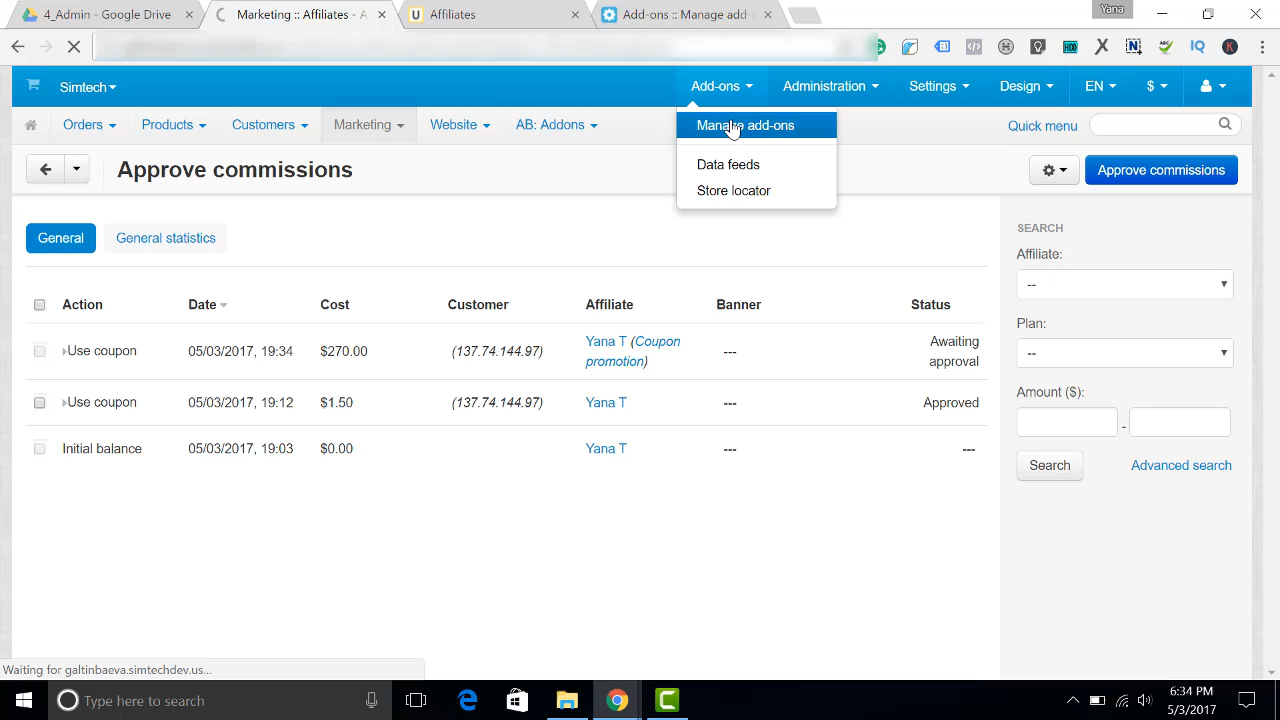 4_Admin - Google Drive
Marketing :: Affiliates - A
Affiliates
Add-ons :: Manage add-
Yana
Simtech
Add-ons
Administration
Settings
Design
EN
$
Orders
Products
Customers
Marketing
Website
AB: Addons
Manage add-ons
Quick menu
Approve commissions
Data feeds
Store locator
Approve commissions
General
General statistics
SEARCH
Affiliate:
--
Plan:
--
Amount ($):
-
Search
Advanced search
Action Date Cost Customer Affiliate Banner Status
Use coupon 05/03/2017, 19:34 $270.00 (137.74.144.97) Yana T (Coupon promotion) --- Awaiting approval
Use coupon 05/03/2017, 19:12 $1.50 (137.74.144.97) Yana T --- Approved
Initial balance 05/03/2017, 19:03 $0.00 Yana T --- ---
Waiting for galtinbaeva.simtechdev.us...
Type here to search
6:34 PM
5/3/2017